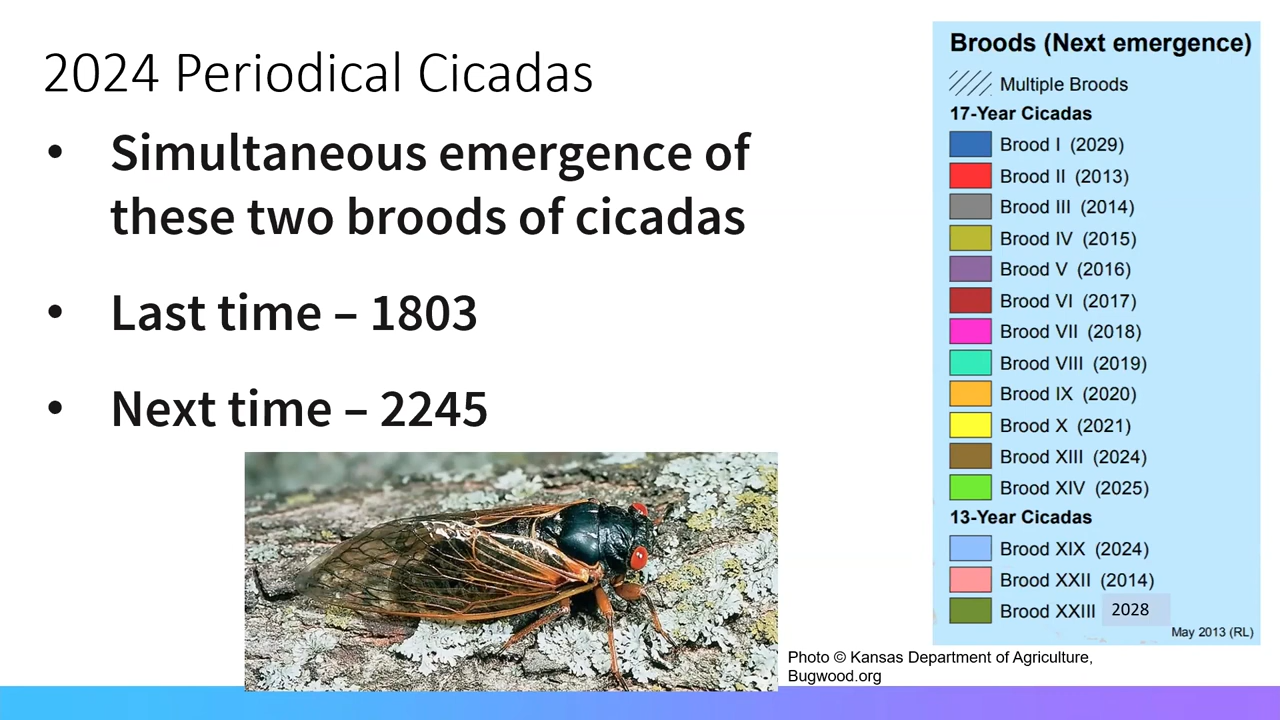 2024 Periodical Cicadas
• Simultaneous emergence of
these two broods of cicadas
• Last time – 1803
• Next time – 2245
Broods (Next emergence)
Multiple Broods
17-Year Cicadas
Brood I (2029)
Brood II (2013)
Brood III (2014)
Brood IV (2015)
Brood V (2016)
Brood VI (2017)
Brood VII (2018)
Brood VIII (2019)
Brood IX (2020)
Brood X (2021)
Brood XIII (2024)
Brood XIV (2025)
13-Year Cicadas
Brood XIX (2024)
Brood XXII (2014)
Brood XXIII 2028
May 2013 (RL)
Photo © Kansas Department of Agriculture,
Bugwood.org